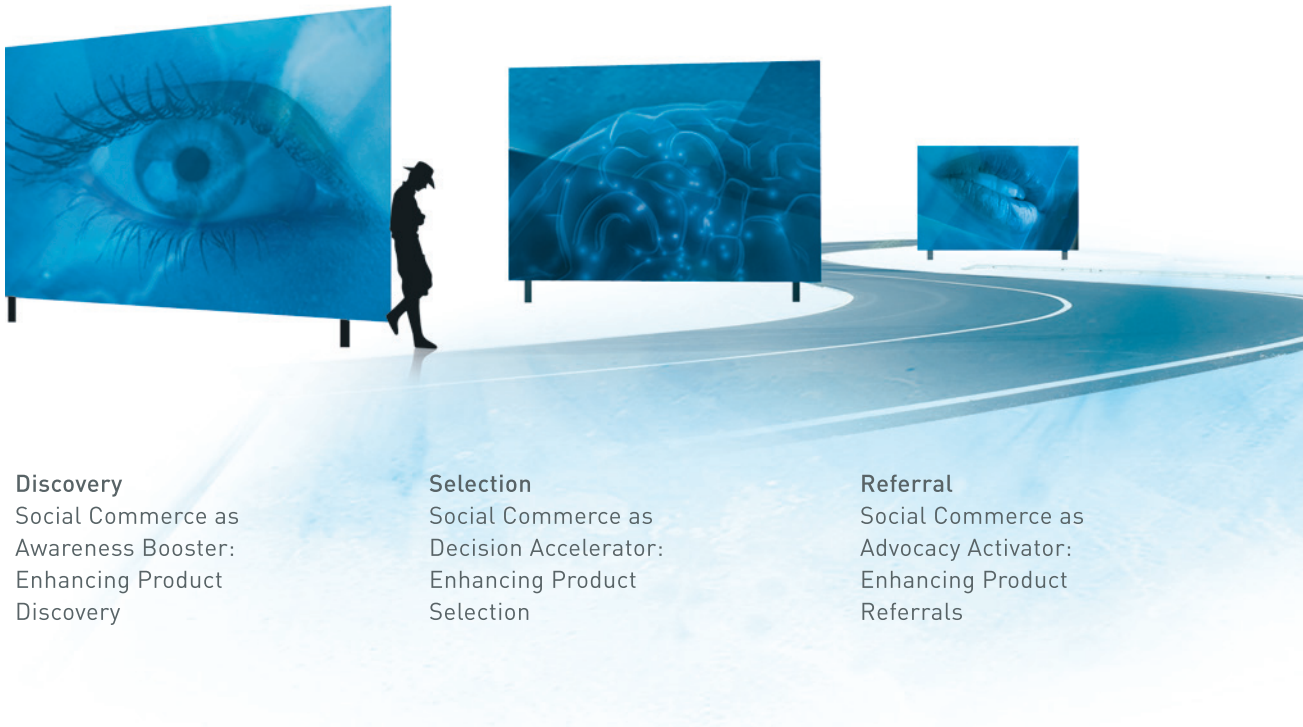 Discovery
Social Commerce as
Awareness Booster:
Enhancing Product
Discovery
Selection
Social Commerce as
Decision Accelerator:
Enhancing Product
Selection
Referral
Social Commerce as
Advocacy Activator:
Enhancing Product
Referrals